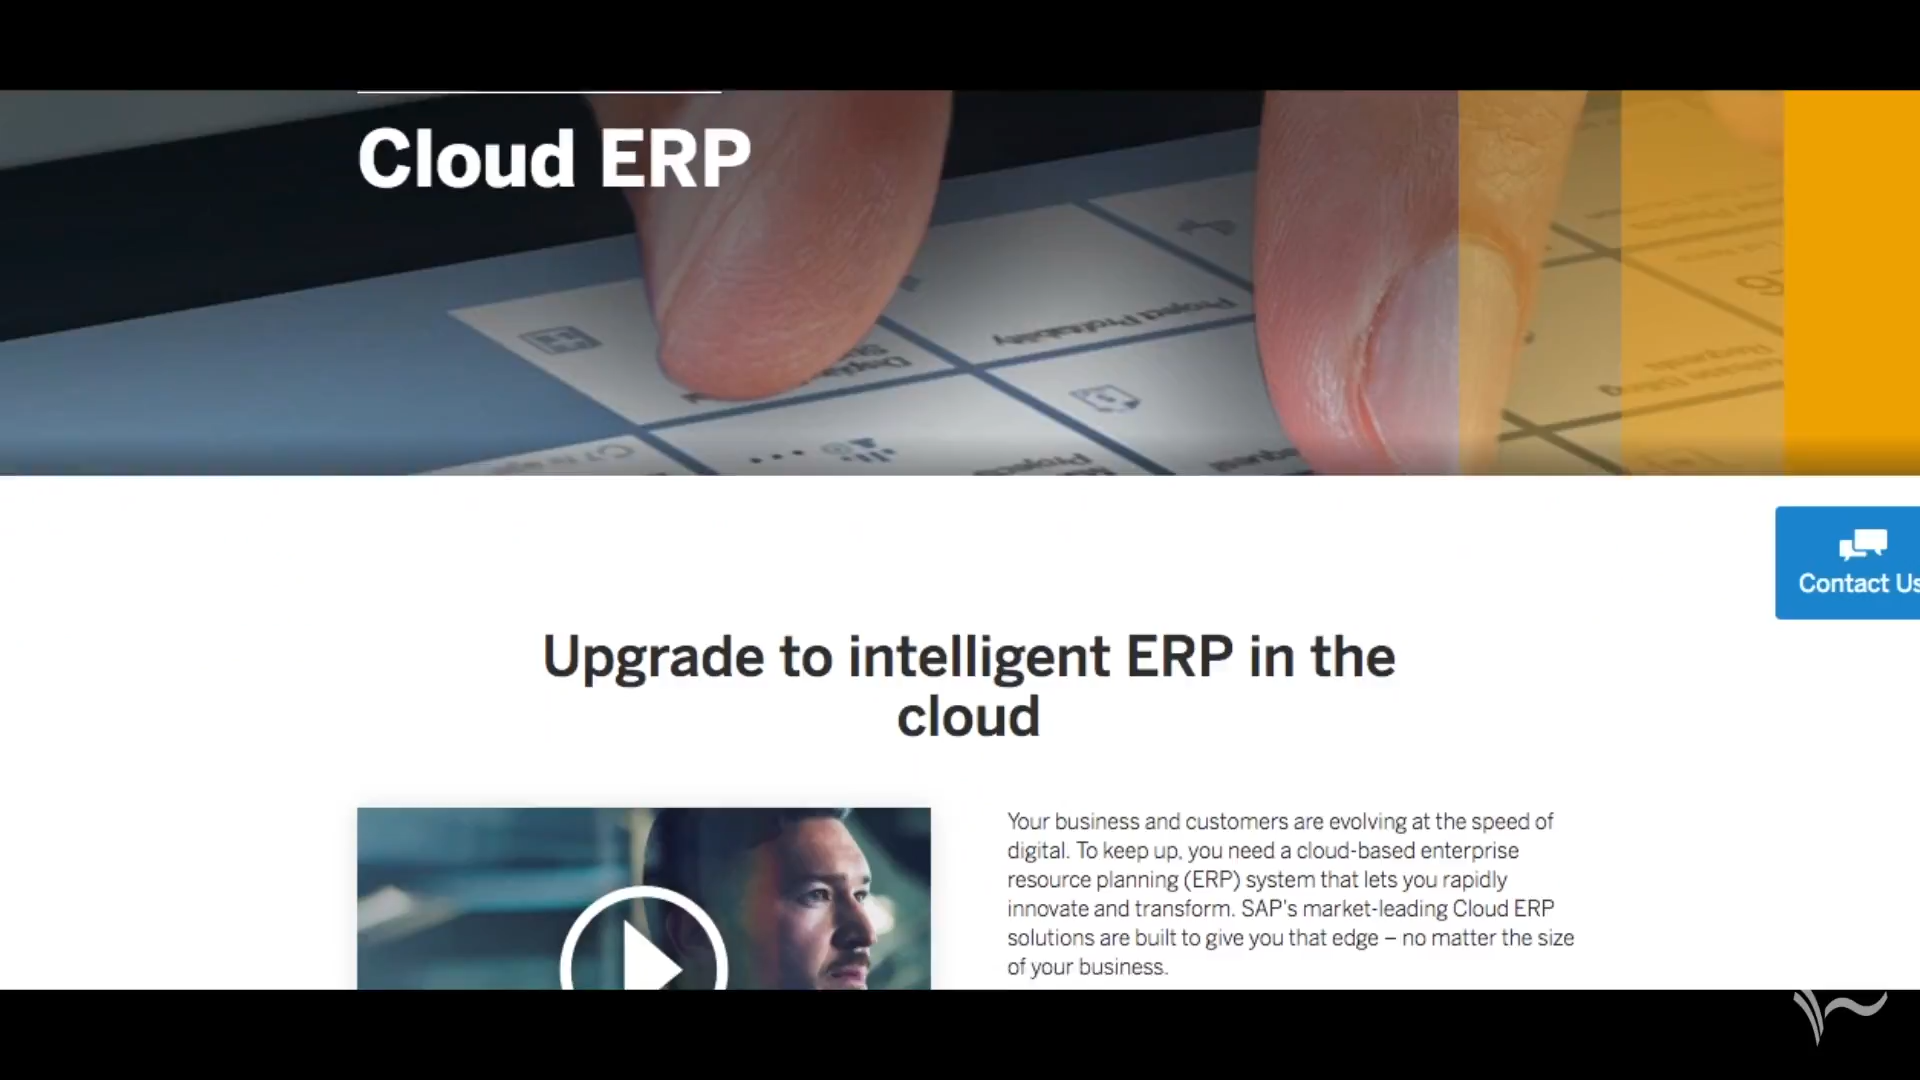 Cloud ERP
Project Profitability
Projects
Contact Us
Upgrade to intelligent ERP in the
cloud
Your business and customers are evolving at the speed of
digital. To keep up, you need a cloud-based enterprise
resource planning (ERP) system that lets you rapidly
innovate and transform. SAP's market-leading Cloud ERP
solutions are built to give you that edge – no matter the size
of your business.